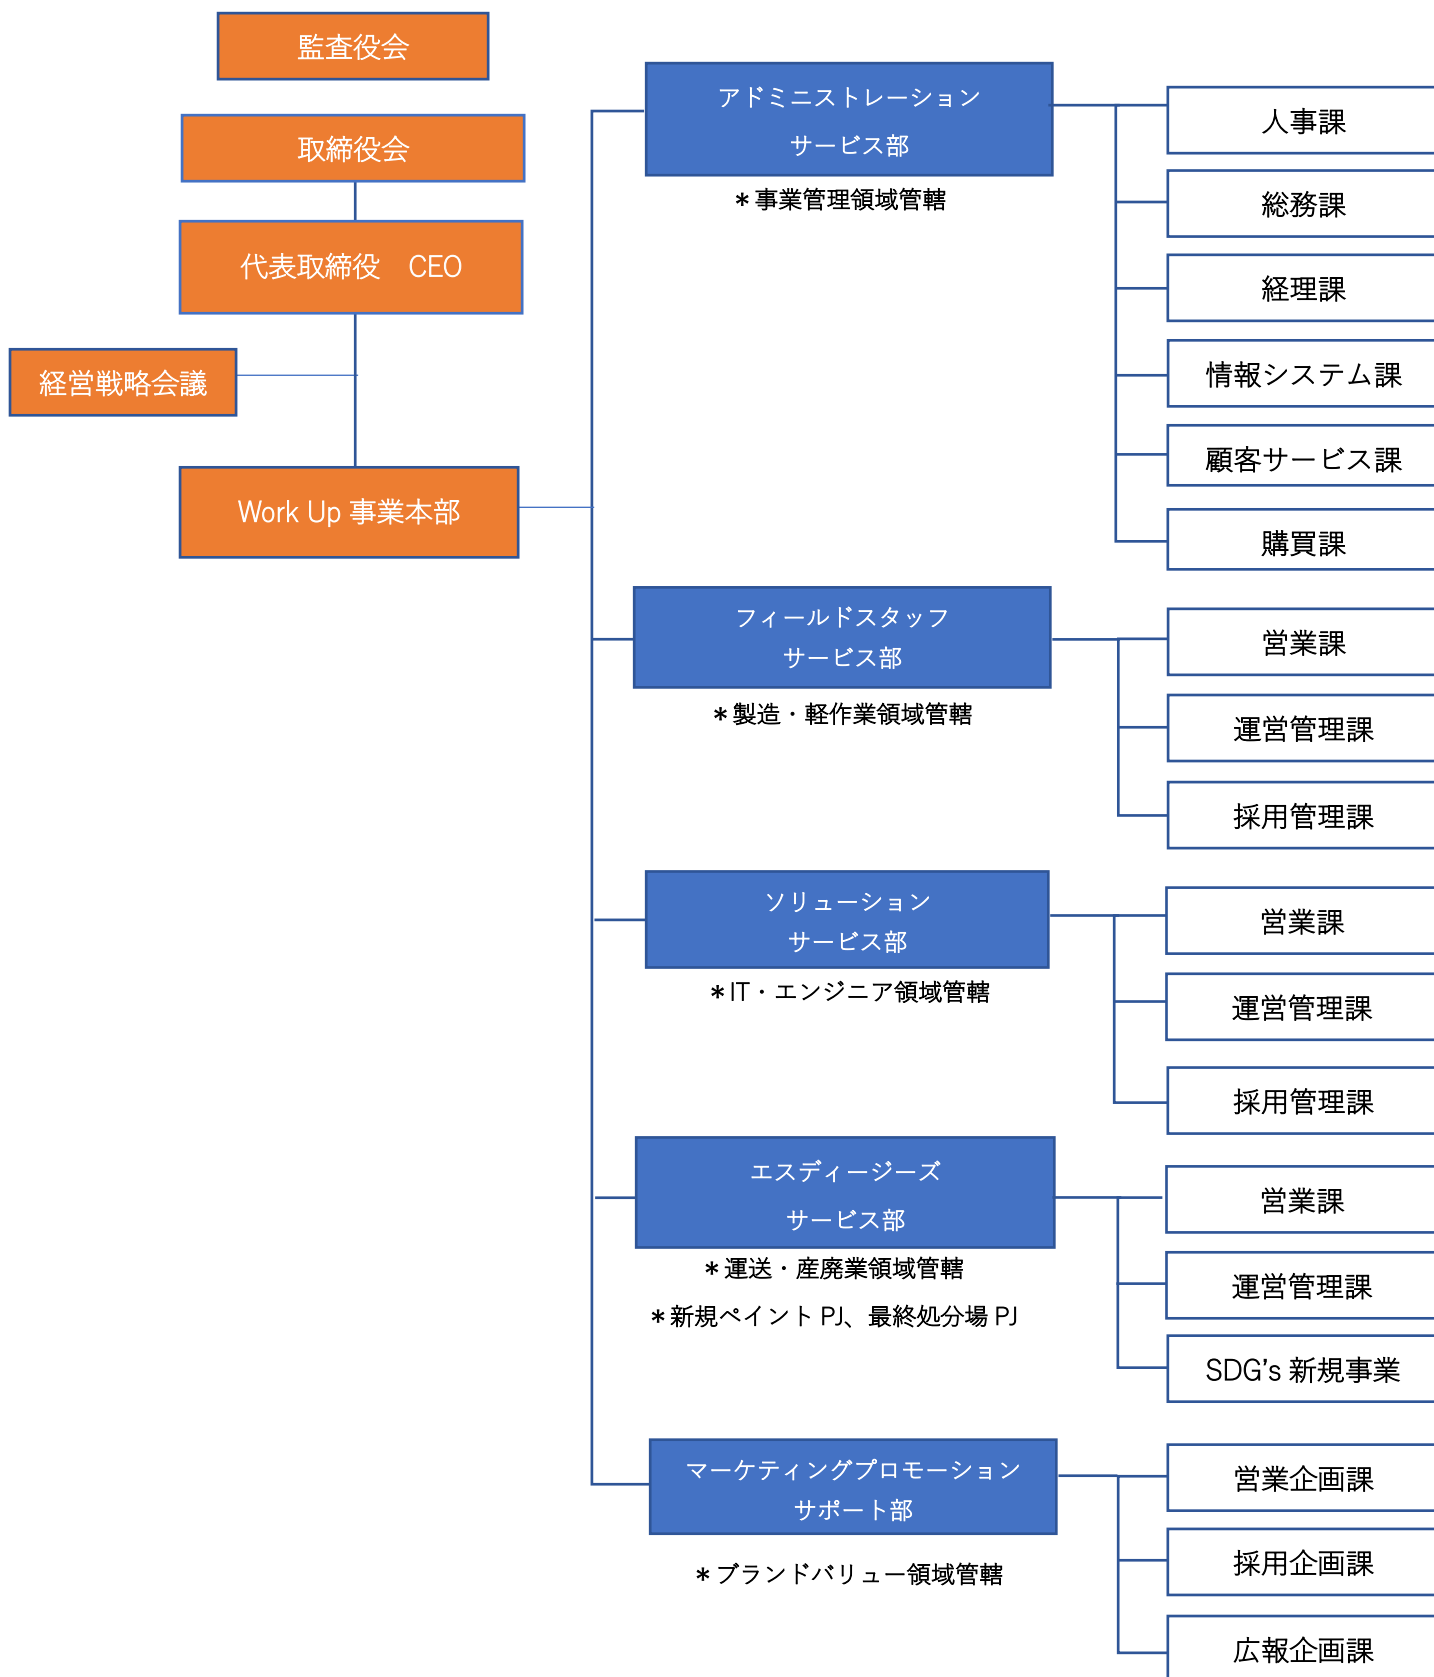 監査役会
取締役会
代表取締役　CEO
経営戦略会議
Work Up 事業本部
アドミニストレーション
サービス部
＊事業管理領域管轄
人事課
総務課
経理課
情報システム課
顧客サービス課
購買課
フィールドスタッフ
サービス部
＊製造・軽作業領域管轄
営業課
運営管理課
採用管理課
ソリューション
サービス部
＊IT・エンジニア領域管轄
営業課
運営管理課
採用管理課
エスディージーズ
サービス部
＊運送・産廃業領域管轄
＊新規ペイント PJ、最終処分場 PJ
営業課
運営管理課
SDG’s 新規事業
マーケティングプロモーション
サポート部
＊ブランドバリュー領域管轄
営業企画課
採用企画課
広報企画課